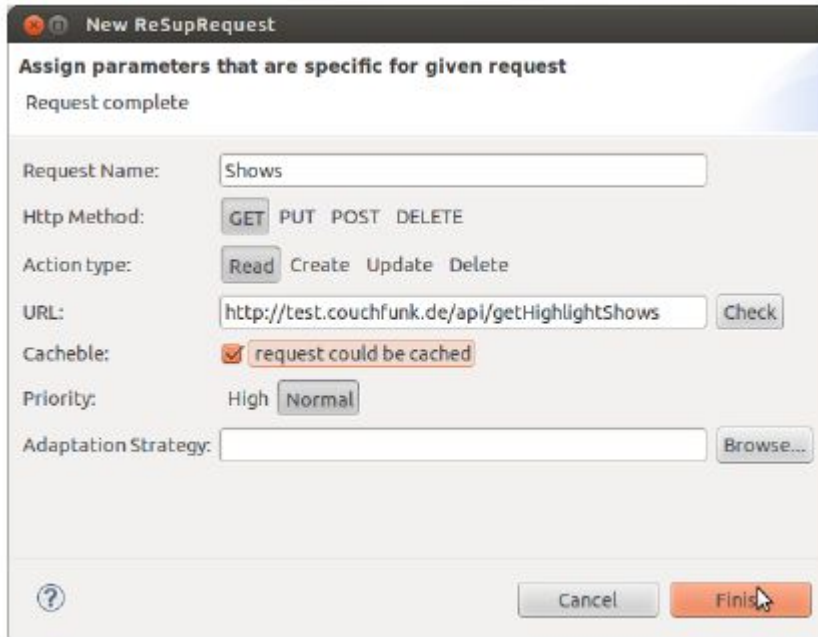 New ReSupRequest
Assign parameters that are specific for given request
Request complete
Request Name: Shows
Http Method: GET PUT POST DELETE
Action type: Read Create Update Delete
URL: http://test.couchfunk.de/api/getHighlightShows Check
Cacheble: request could be cached
Priority: High Normal
Adaptation Strategy: Browse...
? Cancel Finish